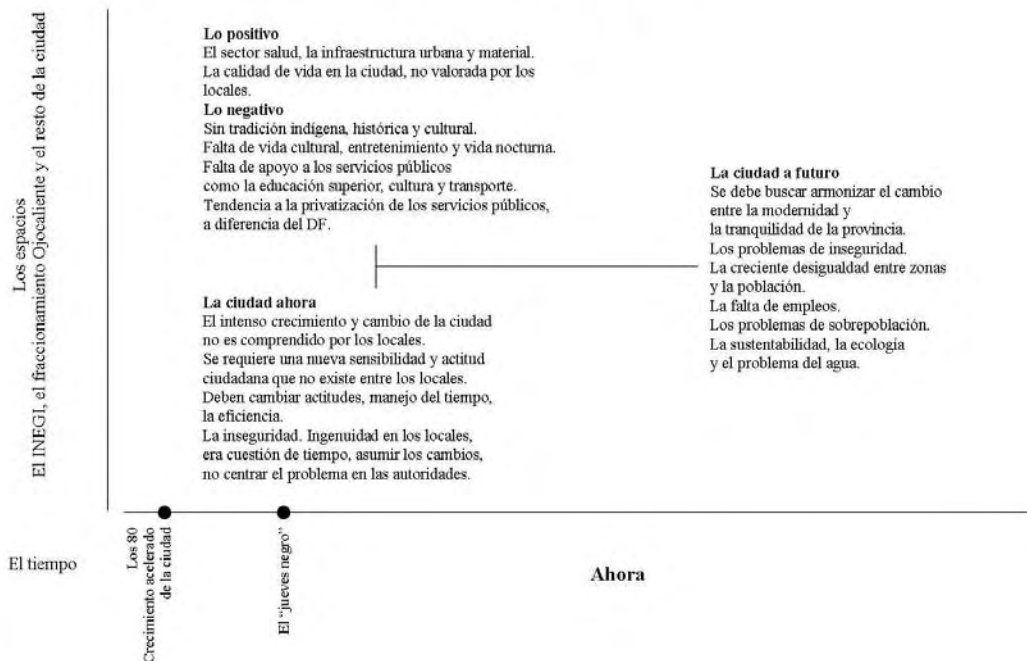 Los espacios
El INEGI, el fraccionamiento Ojocaliente y el resto de la ciudad
Lo positivo
El sector salud, la infraestructura urbana y material.
La calidad de vida en la ciudad, no valorada por los
locales.
Lo negativo
Sin tradición indígena, histórica y cultural.
Falta de vida cultural, entretenimiento y vida nocturna.
Falta de apoyo a los servicios públicos
como la educación superior, cultura y transporte.
Tendencia a la privatización de los servicios públicos,
a diferencia del DF.
La ciudad ahora
El intenso crecimiento y cambio de la ciudad
no es comprendido por los locales.
Se requiere una nueva sensibilidad y actitud
ciudadana que no existe entre los locales.
Deben cambiar actitudes, manejo del tiempo,
la eficiencia.
La inseguridad. Ingenuidad en los locales,
era cuestión de tiempo, asumir los cambios,
no centrar el problema en las autoridades.
La ciudad a futuro
Se debe buscar armonizar el cambio
entre la modernidad y
la tranquilidad de la provincia.
Los problemas de inseguridad.
La creciente desigualdad entre zonas
y la población.
La falta de empleos.
Los problemas de sobrepoblación.
La sustentabilidad, la ecología
y el problema del agua.
El tiempo
Los 80
Crecimiento acelerado
de la ciudad
El "jueves negro"
Ahora